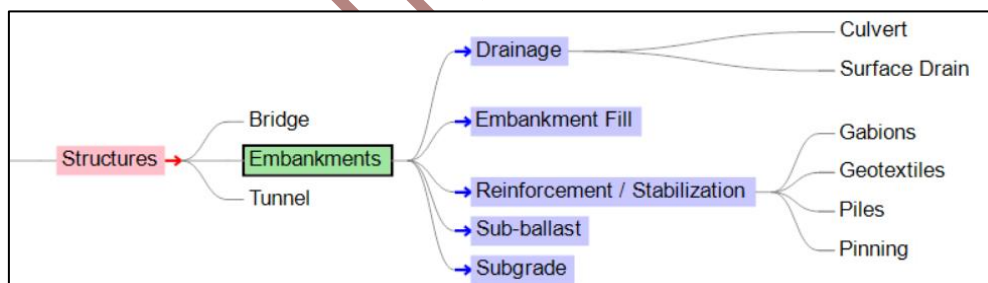 Structures
Bridge
Embankments
Tunnel
Drainage
Embankment Fill
Reinforcement / Stabilization
Sub-ballast
Subgrade
Culvert
Surface Drain
Gabions
Geotextiles
Piles
Pinning